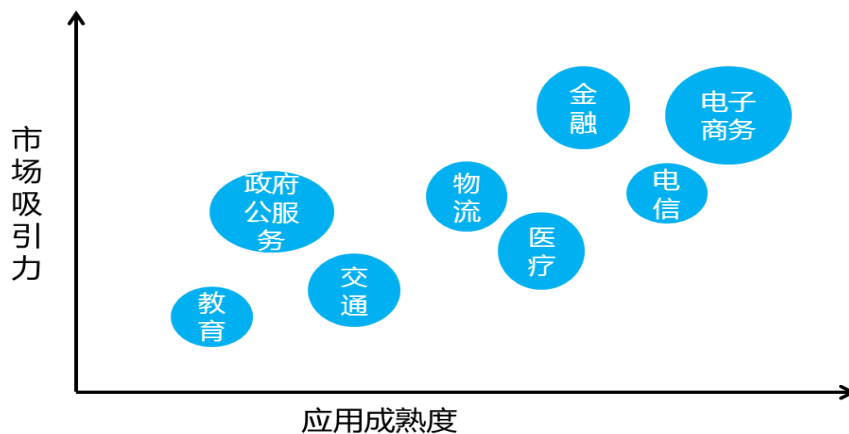 市
场
吸
引
力
金
融
电子
商务
政府
公服
务
物
流
电
信
医
疗
交
通
教
育
应用成熟度